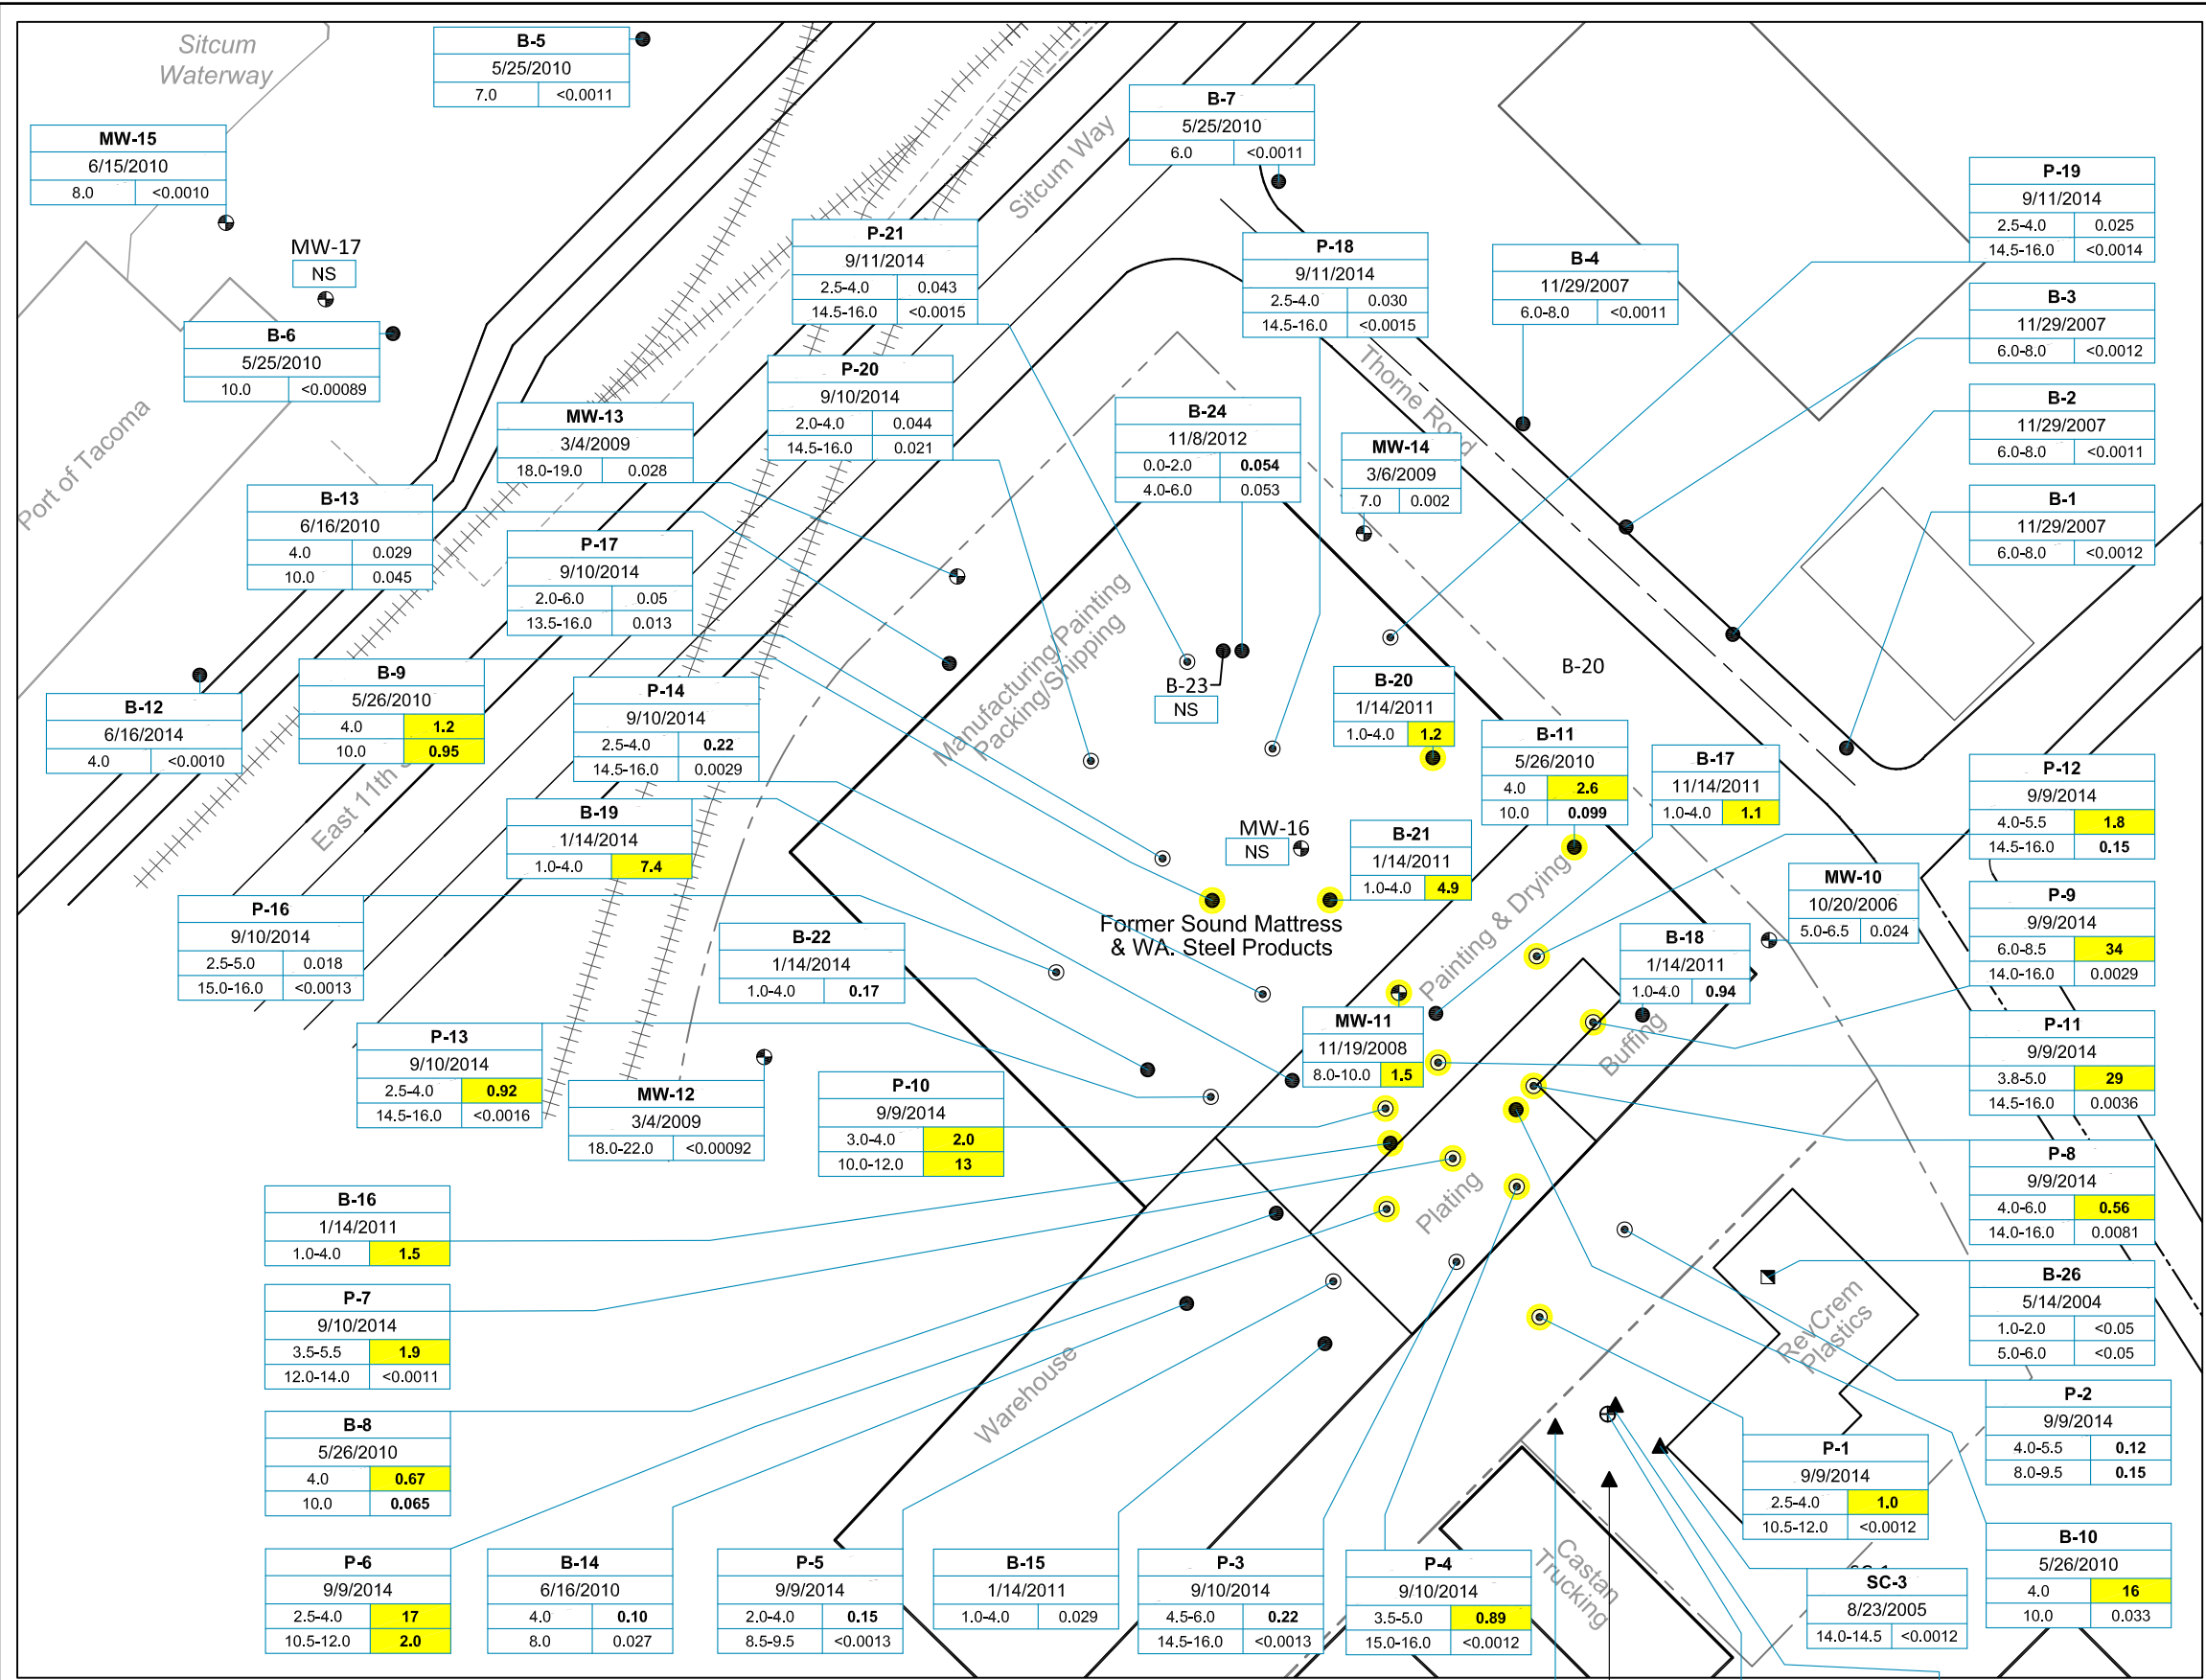 Sitcum
Waterway
B-5
5/25/2010
7.0 <0.0011
MW-15
6/15/2010
8.0 <0.0010
MW-17
NS
B-6
5/25/2010
10.0 <0.00089
Port of Tacoma
Sitcum Way
B-7
5/25/2010
6.0 <0.0011
P-21
9/11/2014
2.5-4.0 0.043
14.5-16.0 <0.0015
P-18
9/11/2014
2.5-4.0 0.030
14.5-16.0 <0.0015
B-4
11/29/2007
6.0-8.0 <0.0011
P-19
9/11/2014
2.5-4.0 0.025
14.5-16.0 <0.0014
B-3
11/29/2007
6.0-8.0 <0.0012
B-2
11/29/2007
6.0-8.0 <0.0011
B-1
11/29/2007
6.0-8.0 <0.0012
Thorne Road
P-20
9/10/2014
2.0-4.0 0.044
14.5-16.0 0.021
MW-13
3/4/2009
18.0-19.0 0.028
B-24
11/8/2012
0.0-2.0 0.054
4.0-6.0 0.053
MW-14
3/6/2009
7.0 0.002
B-13
6/16/2010
4.0 0.029
10.0 0.045
P-17
9/10/2014
2.0-6.0 0.05
13.5-16.0 0.013
Manufacturing/Painting
Packing/Shipping
B-23
NS
B-20
B-20
1/14/2011
1.0-4.0 1.2
B-12
6/16/2014
4.0 <0.0010
B-9
5/26/2010
4.0 1.2
10.0 0.95
East 11th
P-14
9/10/2014
2.5-4.0 0.22
14.5-16.0 0.0029
B-19
1/14/2014
1.0-4.0 7.4
B-11
5/26/2010
4.0 2.6
10.0 0.099
B-17
11/14/2011
1.0-4.0 1.1
P-12
9/9/2014
4.0-5.5 1.8
14.5-16.0 0.15
MW-16
NS
B-21
1/14/2011
1.0-4.0 4.9
Former Sound Mattress
& WA. Steel Products
Painting & Drying
MW-10
10/20/2006
5.0-6.5 0.024
P-9
9/9/2014
6.0-8.5 34
14.0-16.0 0.0029
P-16
9/10/2014
2.5-5.0 0.018
15.0-16.0 <0.0013
B-22
1/14/2014
1.0-4.0 0.17
B-18
1/14/2011
1.0-4.0 0.94
Buffing
P-13
9/10/2014
2.5-4.0 0.92
14.5-16.0 <0.0016
MW-12
3/4/2009
18.0-22.0 <0.00092
P-10
9/9/2014
3.0-4.0 2.0
10.0-12.0 13
MW-11
11/19/2008
8.0-10.0 1.5
P-11
9/9/2014
3.8-5.0 29
14.5-16.0 0.0036
P-8
9/9/2014
4.0-6.0 0.56
14.0-16.0 0.0081
Plating
B-16
1/14/2011
1.0-4.0 1.5
P-7
9/10/2014
3.5-5.5 1.9
12.0-14.0 <0.0011
B-8
5/26/2010
4.0 0.67
10.0 0.065
Warehouse
RevCrem
Plastics
B-26
5/14/2004
1.0-2.0 <0.05
5.0-6.0 <0.05
P-2
9/9/2014
4.0-5.5 0.12
8.0-9.5 0.15
P-1
9/9/2014
2.5-4.0 1.0
10.5-12.0 <0.0012
P-6
9/9/2014
2.5-4.0 17
10.5-12.0 2.0
B-14
6/16/2010
4.0 0.10
8.0 0.027
P-5
9/9/2014
2.0-4.0 0.15
8.5-9.5 <0.0013
B-15
1/14/2011
1.0-4.0 0.029
P-3
9/10/2014
4.5-6.0 0.22
14.5-16.0 <0.0013
P-4
9/10/2014
3.5-5.0 0.89
15.0-16.0 <0.0012
Castan
Trucking
SC-3
8/23/2005
14.0-14.5 <0.0012
B-10
5/26/2010
4.0 16
10.0 0.033